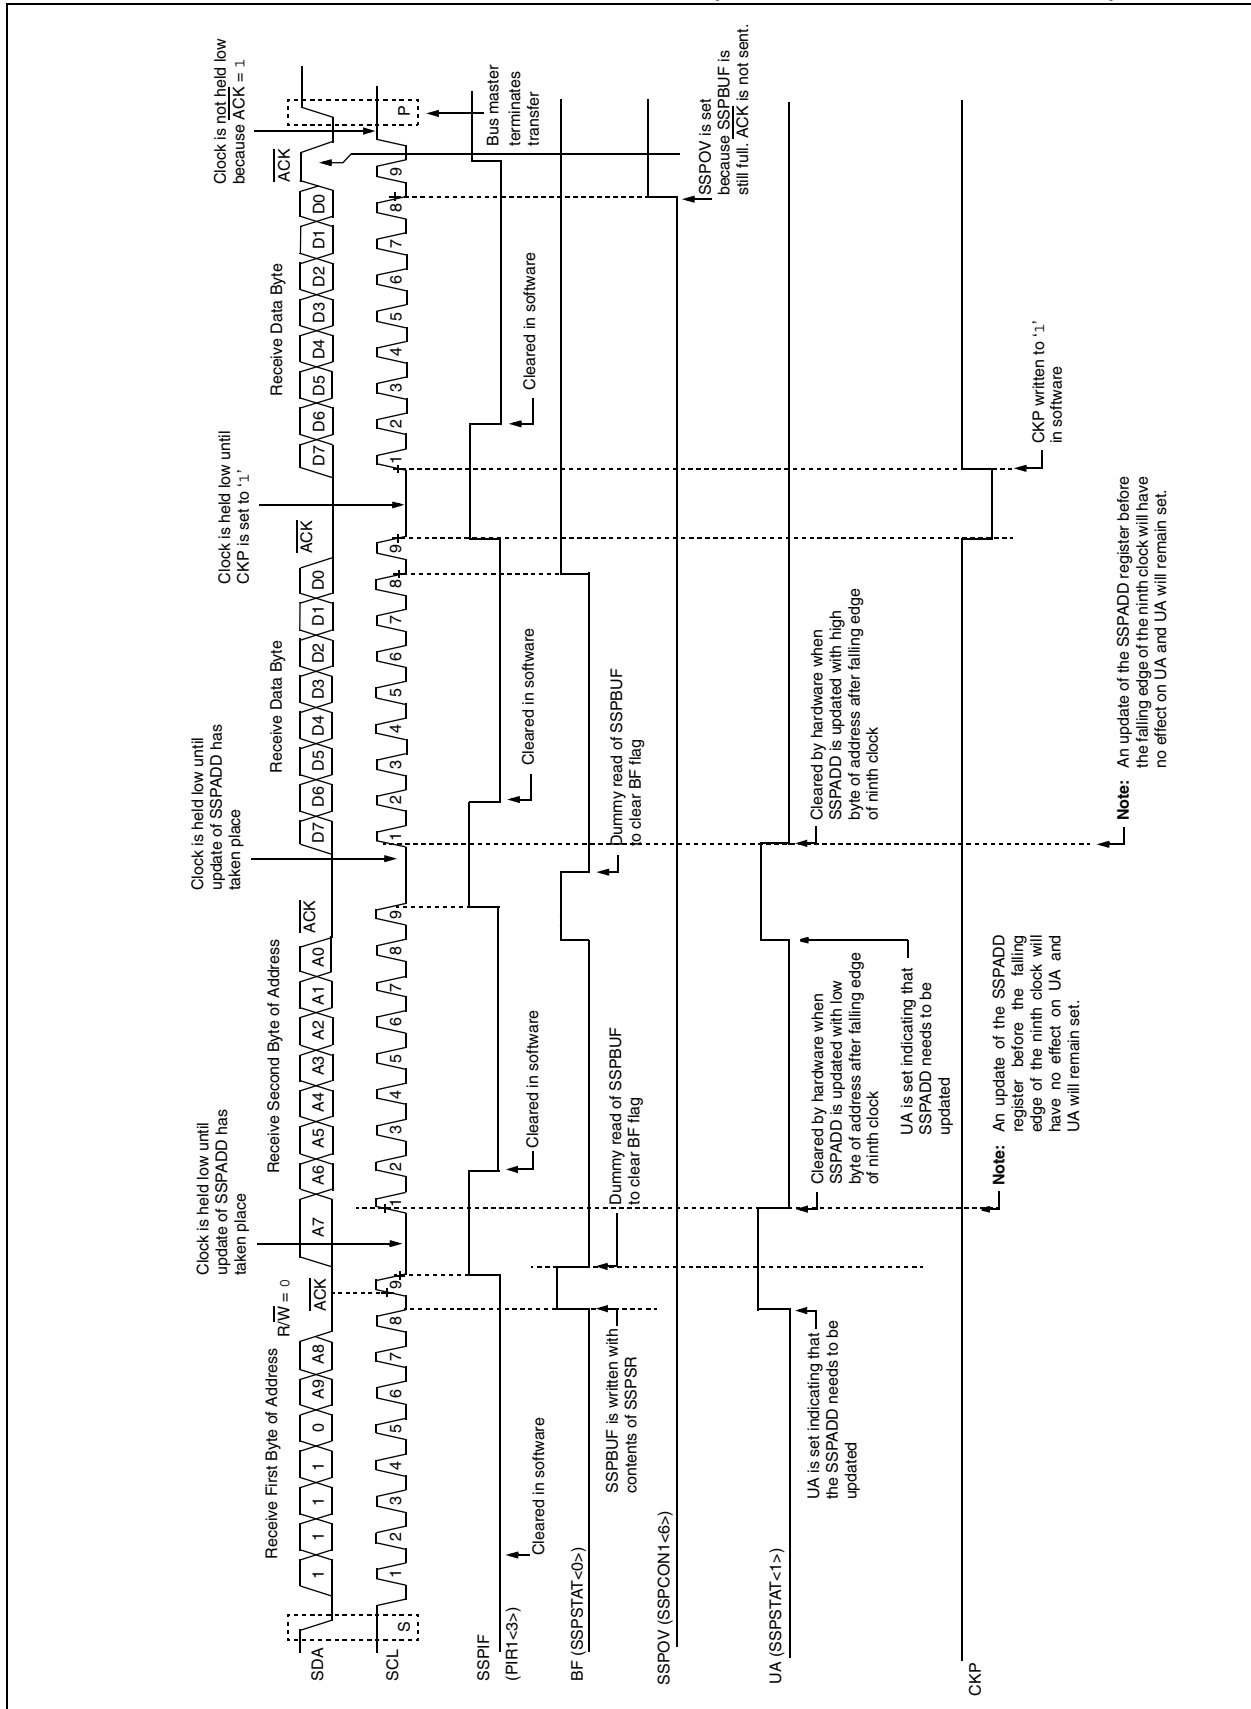 Clock is not held low
because ACK = 1
Clock is held low until
CKP is set to ‘1’
Clock is held low until
update of SSPADD has
taken place
Clock is held low until
update of SSPADD has
taken place
Receive First Byte of Address
R/W = 0
Receive Second Byte of Address
Receive Data Byte
Receive Data Byte
ACK
ACK
ACK
ACK
SDA
1 1 1 1 0 A9 A8
A7 A6 A5 A4 A3 A2 A1 A0
D7 D6 D5 D4 D3 D2 D1 D0
D7 D6 D5 D4 D3 D2 D1 D0
SCL
S
1 2 3 4 5 6 7 8 9
1 2 3 4 5 6 7 8 9
1 2 3 4 5 6 7 8 9
1 2 3 4 5 6 7 8 9
P
Bus master
terminates
transfer
SSPIF
(PIR1<3>)
Cleared in software
Cleared in software
Cleared in software
Cleared in software
BF (SSPSTAT<0>)
SSPBUF is written with
contents of SSPSR
Dummy read of SSPBUF
to clear BF flag
Dummy read of SSPBUF
to clear BF flag
SSPOV (SSPCON1<6>)
SSPOV is set
because SSPBUF is
still full. ACK is not sent.
UA (SSPSTAT<1>)
UA is set indicating that
the SSPADD needs to be
updated
Cleared by hardware when
SSPADD is updated with low
byte of address after falling edge
of ninth clock
UA is set indicating that
SSPADD needs to be
updated
Cleared by hardware when
SSPADD is updated with high
byte of address after falling edge
of ninth clock
CKP
CKP written to ‘1’
in software
Note: An update of the SSPADD
register before the falling
edge of the ninth clock will
have no effect on UA and
UA will remain set.
Note: An update of the SSPADD register before
the falling edge of the ninth clock will have
no effect on UA and UA will remain set.